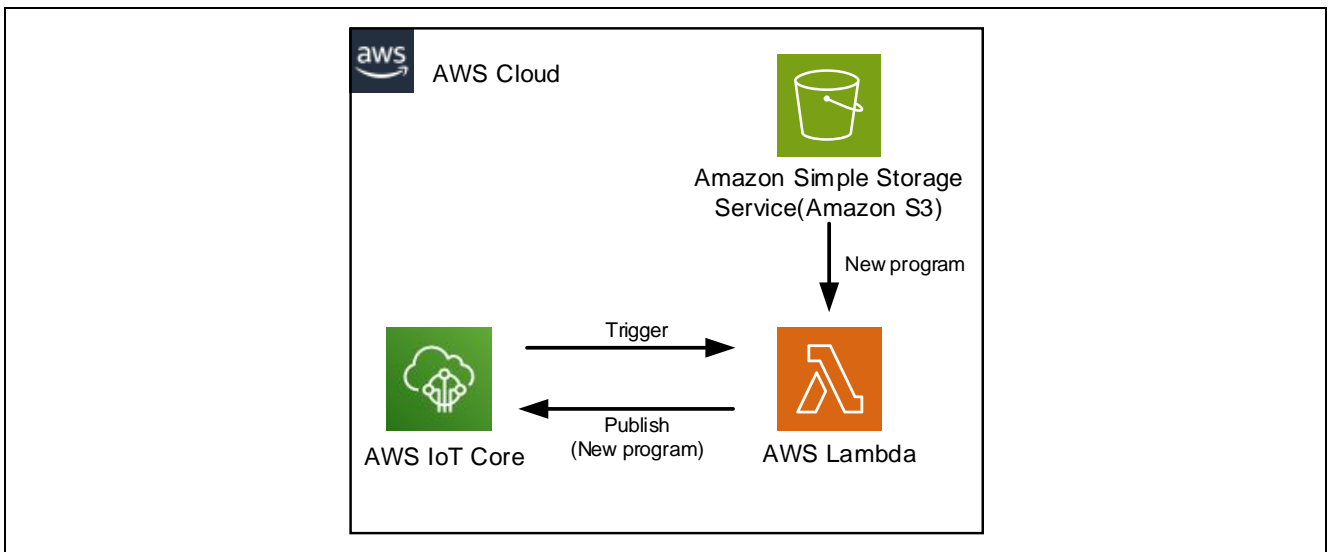 aws
AWS Cloud
Amazon Simple Storage
Service(Amazon S3)
New program
Trigger
Publish
(New program)
AWS IoT Core
AWS Lambda